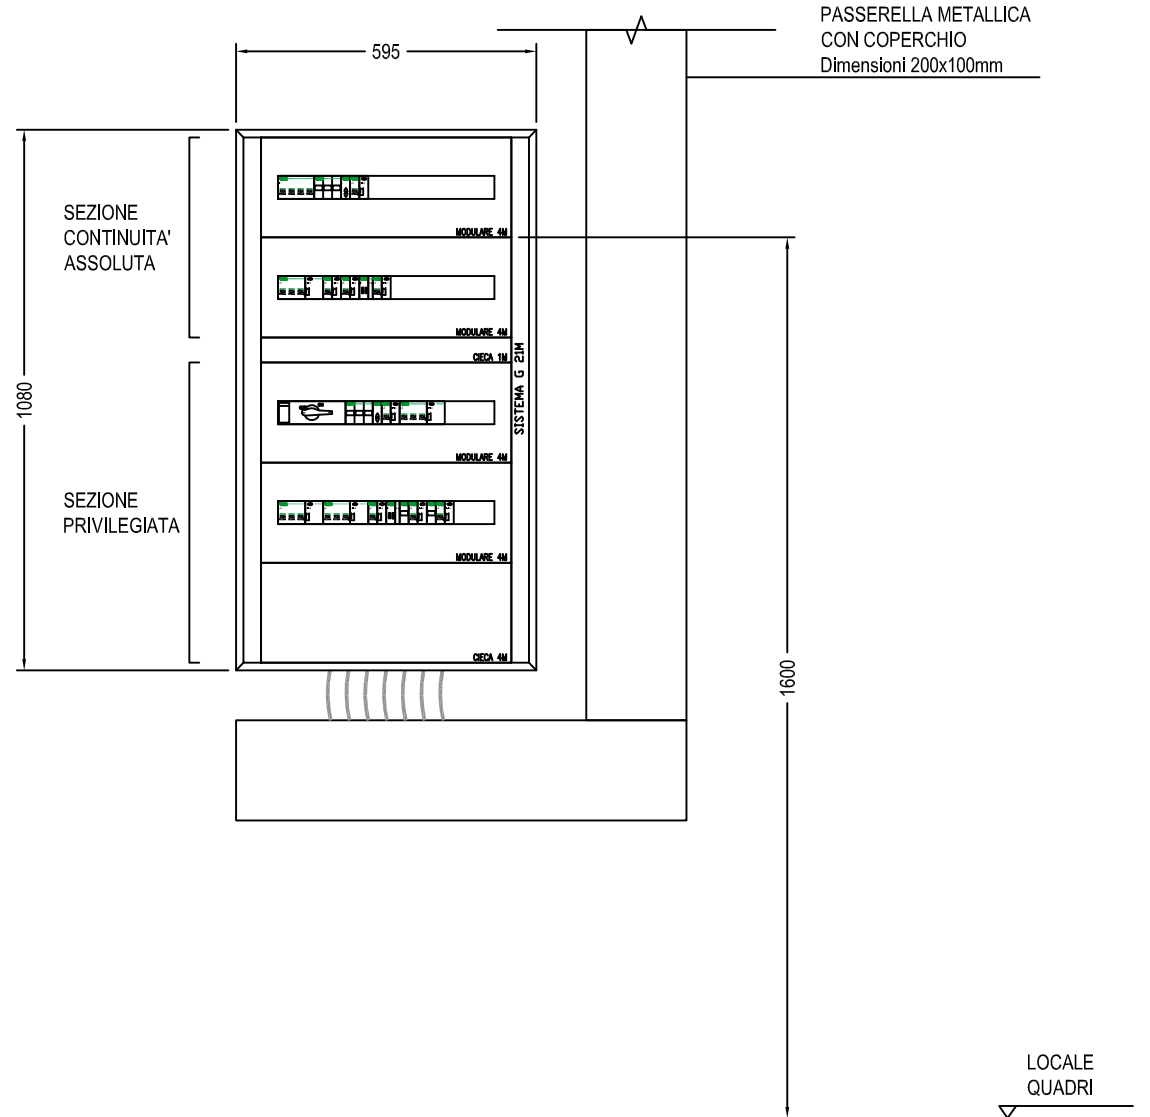 PASSERELLA METALLICA
CON COPERCHIO
Dimensioni 200x100mm
595
SEZIONE
CONTINUITA'
ASSOLUTA
MODULARE 4M
MODULARE 4M
CIECA 1M
SISTEMA G 21M
1080
MODULARE 4M
SEZIONE
PRIVILEGIATA
MODULARE 4M
CIECA 4M
1600
LOCALE
QUADRI